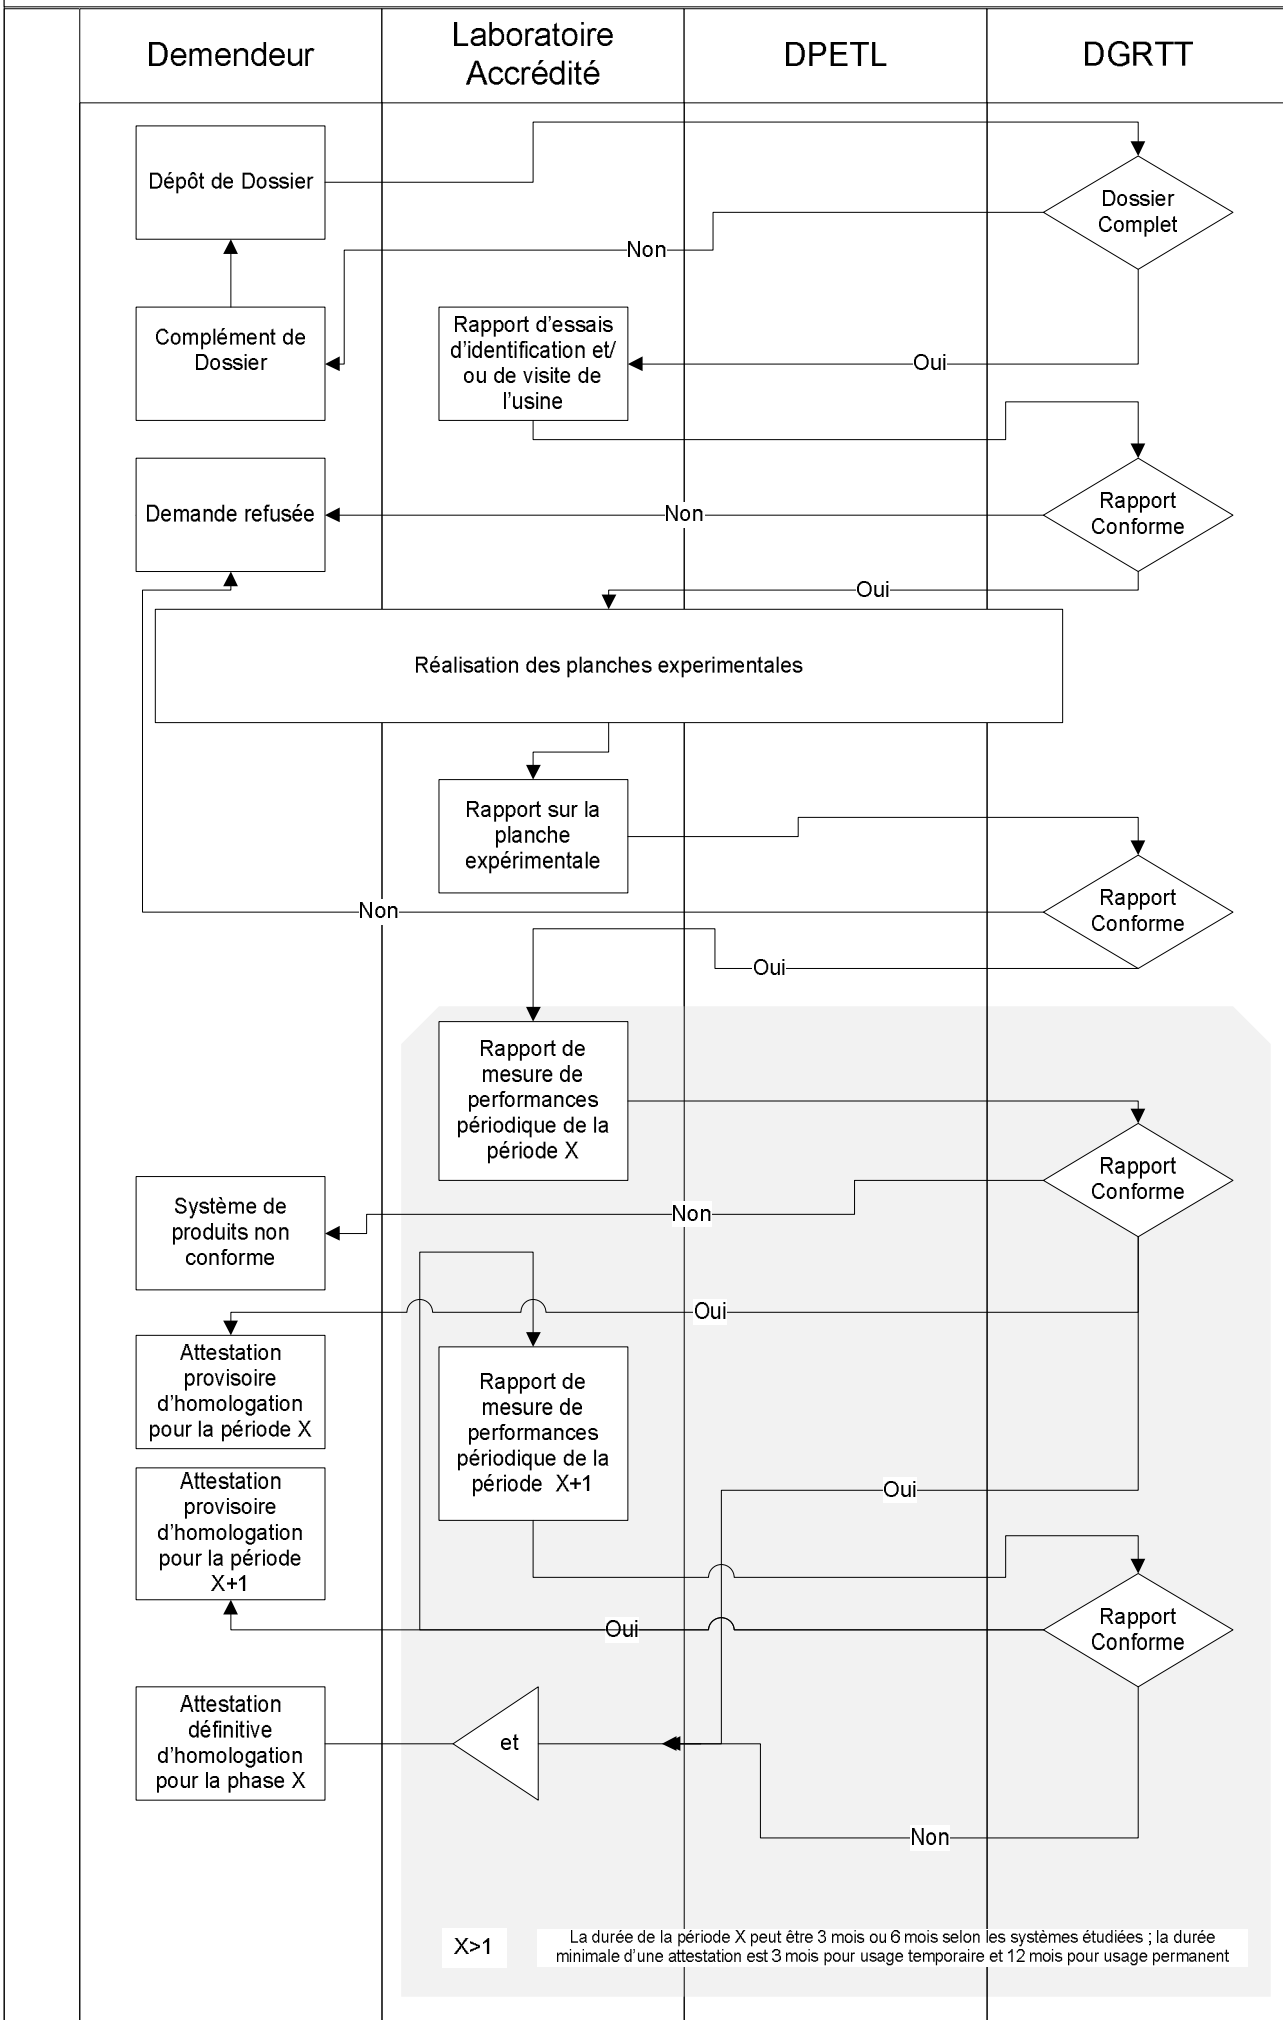 Demendeur
Laboratoire
Accrédité
DPETL
DGRTT
Dépôt de Dossier
Dossier
Complet
Non
Complément de
Dossier
Rapport d'essais
d'identification et/
ou de visite de
l'usine
Oui
Demande refusée
Non
Rapport
Conforme
Oui
Réalisation des planches experimentales
Rapport sur la
planche
expérimentale
Non
Rapport
Conforme
Oui
Rapport de
mesure de
performances
périodique de la
période X
Rapport
Conforme
Système de
produits non
conforme
Non
Oui
Attestation
provisoire
d'homologation
pour la période X
Rapport de
mesure de
performances
périodique de la
période  X+1
Attestation
provisoire
d'homologation
pour la période
X+1
Oui
Oui
Rapport
Conforme
Attestation
définitive
d'homologation
pour la phase X
et
Non
X>1
La durée de la période X peut être 3 mois ou 6 mois selon les systèmes étudiées ; la durée
minimale d'une attestation est 3 mois pour usage temporaire et 12 mois pour usage permanent